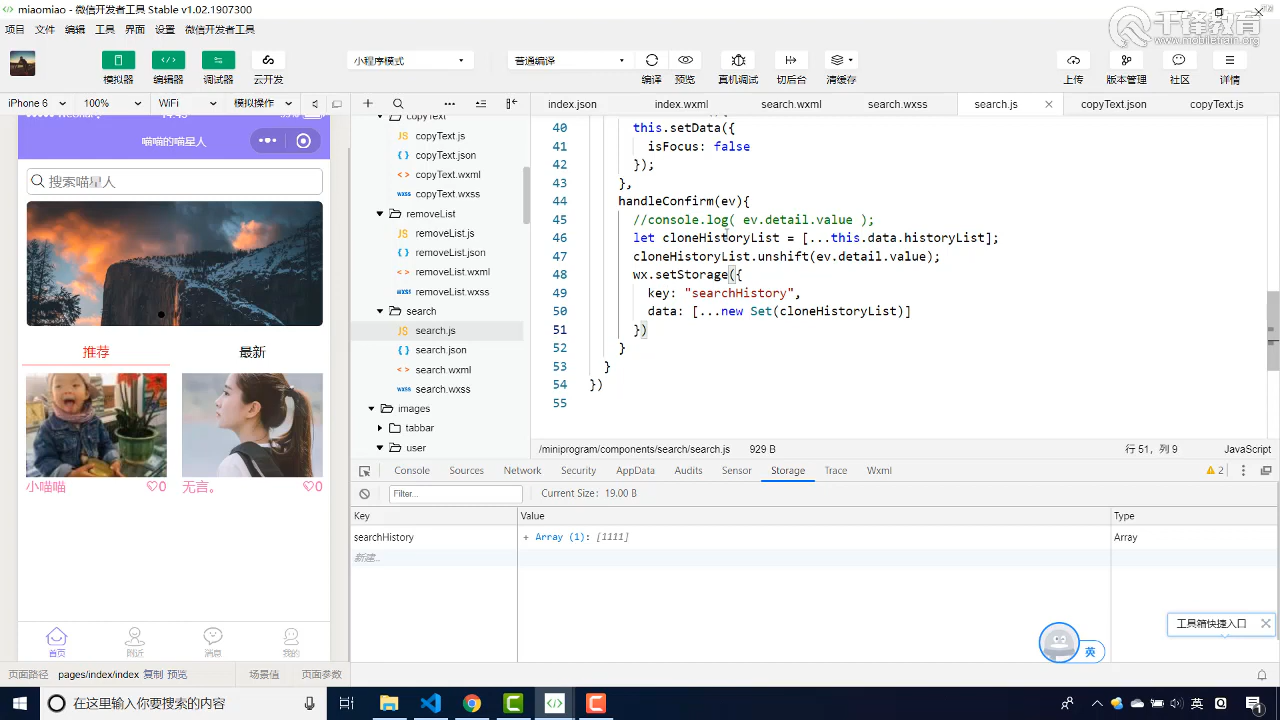 miaomiao - 微信开发者工具 Stable v1.02.1907300
千锋教育
www.mobiletrain.org
项目 文件 编辑 工具 界面 设置 微信开发者工具
小程序模式 普通编译
模拟器 编辑器 调试器 云开发 编译 预览 真机调试 切后台 清缓存 上传 版本管理 社区 详情
iPhone 6 100% WiFi 模拟操作
index.json index.wxml search.wxml search.wxss search.js copyText.json copyText.js
喵喵的喵星人
搜索喵星人
推荐 最新
小喵喵 0 无言。 0
首页 附近 消息 我的
页面路径 pages/index/index 复制 预览 场景值 页面参数
copyText
JS copyText.js
{ } copyText.json
< > copyText.wxml
wxss copyText.wxss
removeList
JS removeList.js
{ } removeList.json
< > removeList.wxml
wxss removeList.wxss
search
JS search.js
{ } search.json
< > search.wxml
wxss search.wxss
images
tabbar
user
40 this.setData({
41 isFocus: false
42 });
43 },
44 handleConfirm(ev){
45 //console.log( ev.detail.value );
46 let cloneHistoryList = [...this.data.historyList];
47 cloneHistoryList.unshift(ev.detail.value);
48 wx.setStorage({
49 key: "searchHistory",
50 data: [...new Set(cloneHistoryList)]
51 })
52 }
53 }
54 })
55
/miniprogram/components/search/search.js 929 B 行 51, 列 9 JavaScript
Console Sources Network Security AppData Audits Sensor Storage Trace Wxml 2
Filter... Current Size: 19.00 B
Key Value Type
searchHistory + Array (1): [1111] Array
新建...
工具箱快捷入口
英
在这里输入你要搜索的内容
英
1